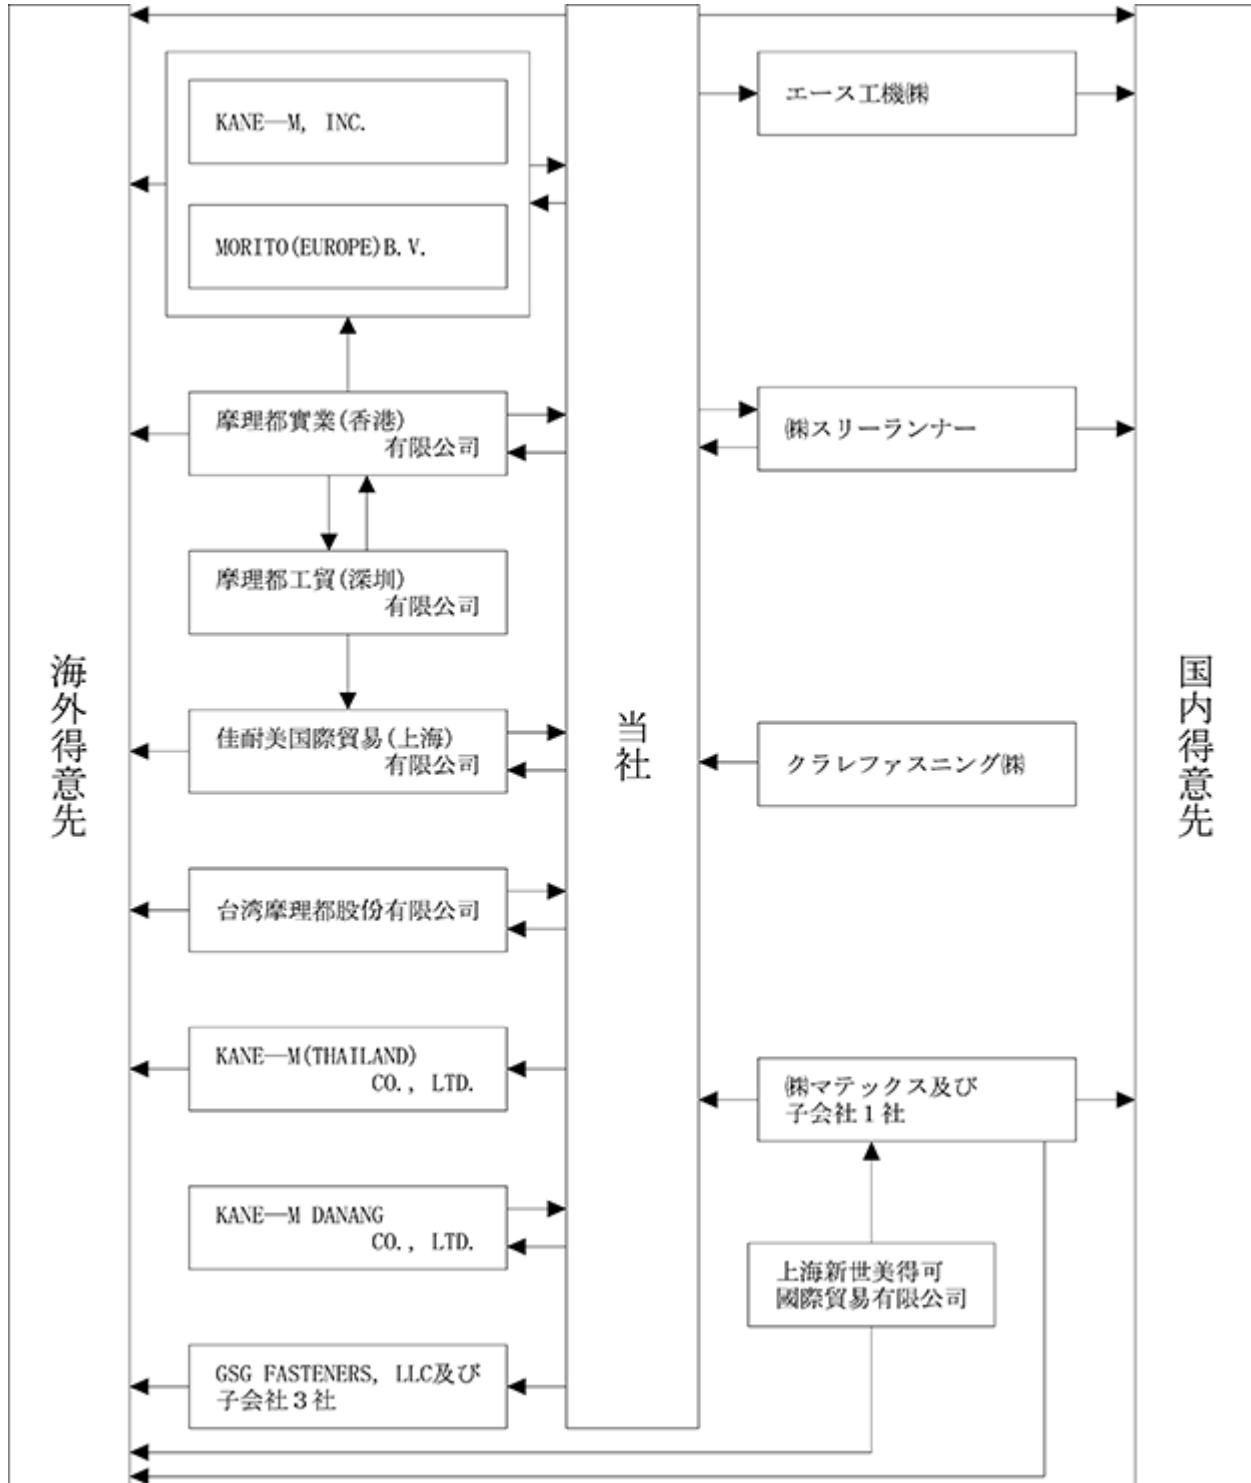 海外得意先
KANE―M, INC.
MORITO(EUROPE)B.V.
摩理都實業(香港)
有限公司
摩理都工貿(深圳)
有限公司
佳耐美国際貿易(上海)
有限公司
台湾摩理都股份有限公司
KANE―M(THAILAND)
CO., LTD.
KANE―M DANANG
CO., LTD.
GSG FASTENERS, LLC及び
子会社3社
当社
エース工機㈱
㈱スリーランナー
クラレファスニング㈱
㈱マテックス及び
子会社1社
上海新世美得可
國際貿易有限公司
国内得意先